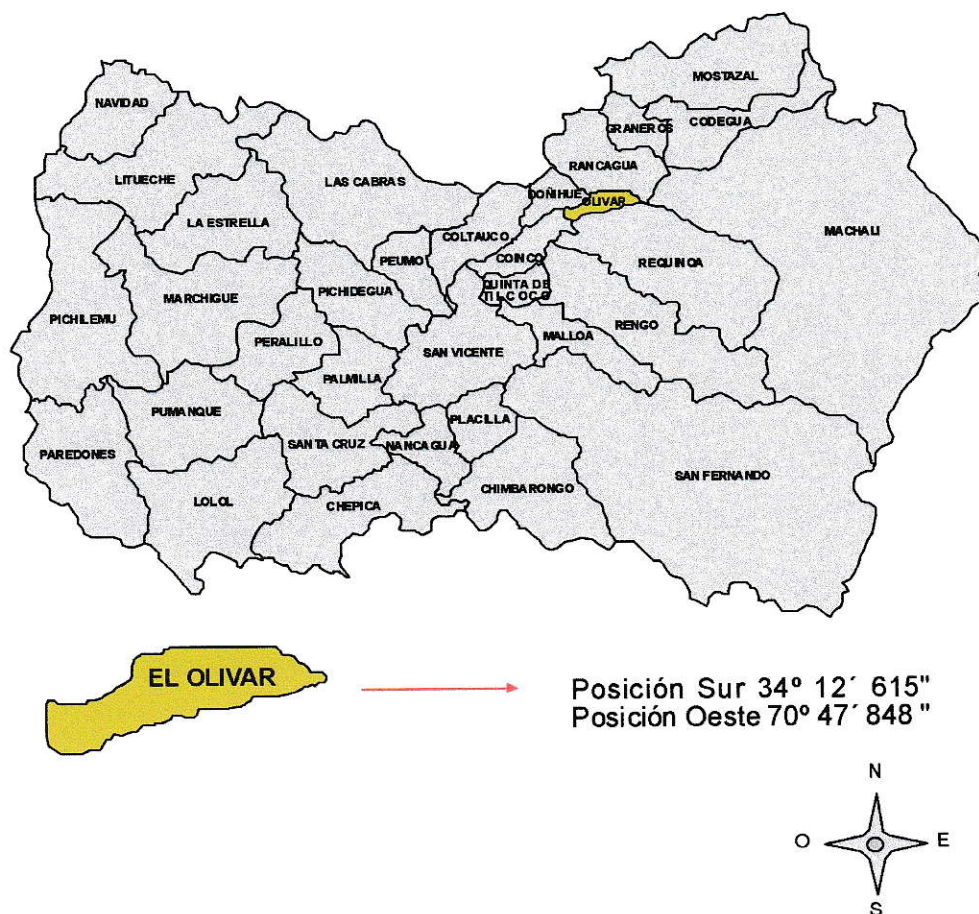 MOSTAZAL
NAVIDAD
CODEGUA
GRANEROS
RANCAGUA
LITUECHE
LAS CABRAS
DOÑIHUE
OLIVAR
LA ESTRELLA
MACHALI
COLTAUCO
COINCO
PEUMO
REQUINOA
QUINTA DE
TILCOCO
PICHIDEGUA
MARCHIGUE
PICHILEMU
RENGO
MALLOA
PERALILLO
SAN VICENTE
PALMILLA
PUMANQUE
PLACILLA
SANTA CRUZ
NANCAGUA
PAREDONES
SAN FERNANDO
CHIMBARONGO
LOLOL
CHEPICA
EL OLIVAR
Posición Sur 34º 12´ 615"
Posición Oeste 70º 47´ 848 "
N
O
E
S